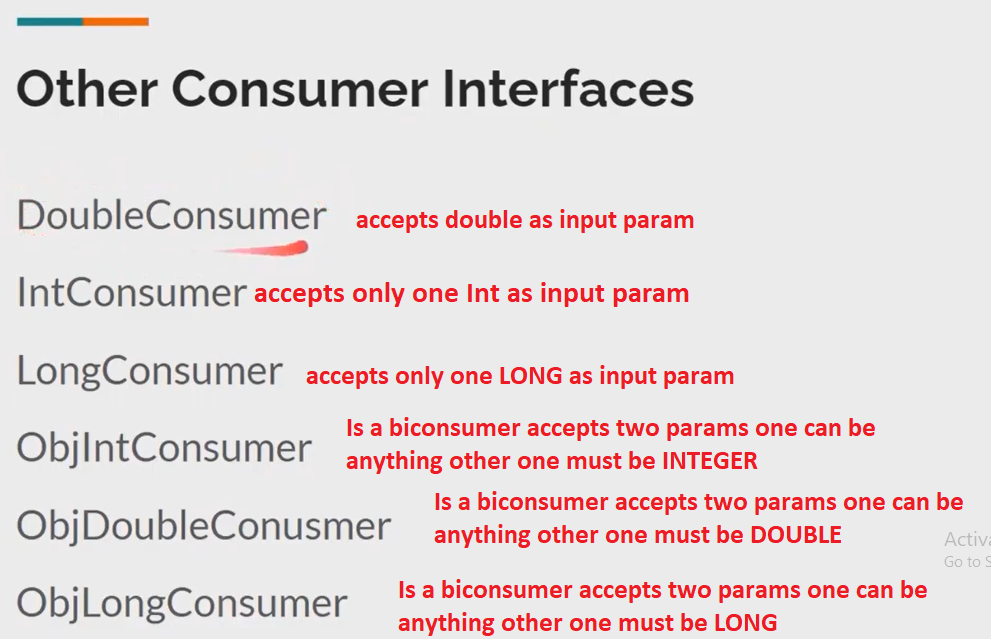 Other Consumer Interfaces
DoubleConsumer accepts double as input param
IntConsumer accepts only one Int as input param
LongConsumer accepts only one LONG as input param
ObjIntConsumer
Is a biconsumer accepts two params one can be
anything other one must be INTEGER
ObjDoubleConusmer
Is a biconsumer accepts two params one can be
anything other one must be DOUBLE
ObjLongConsumer
Is a biconsumer accepts two params one can be
anything other one must be LONG
Activa
Go to S